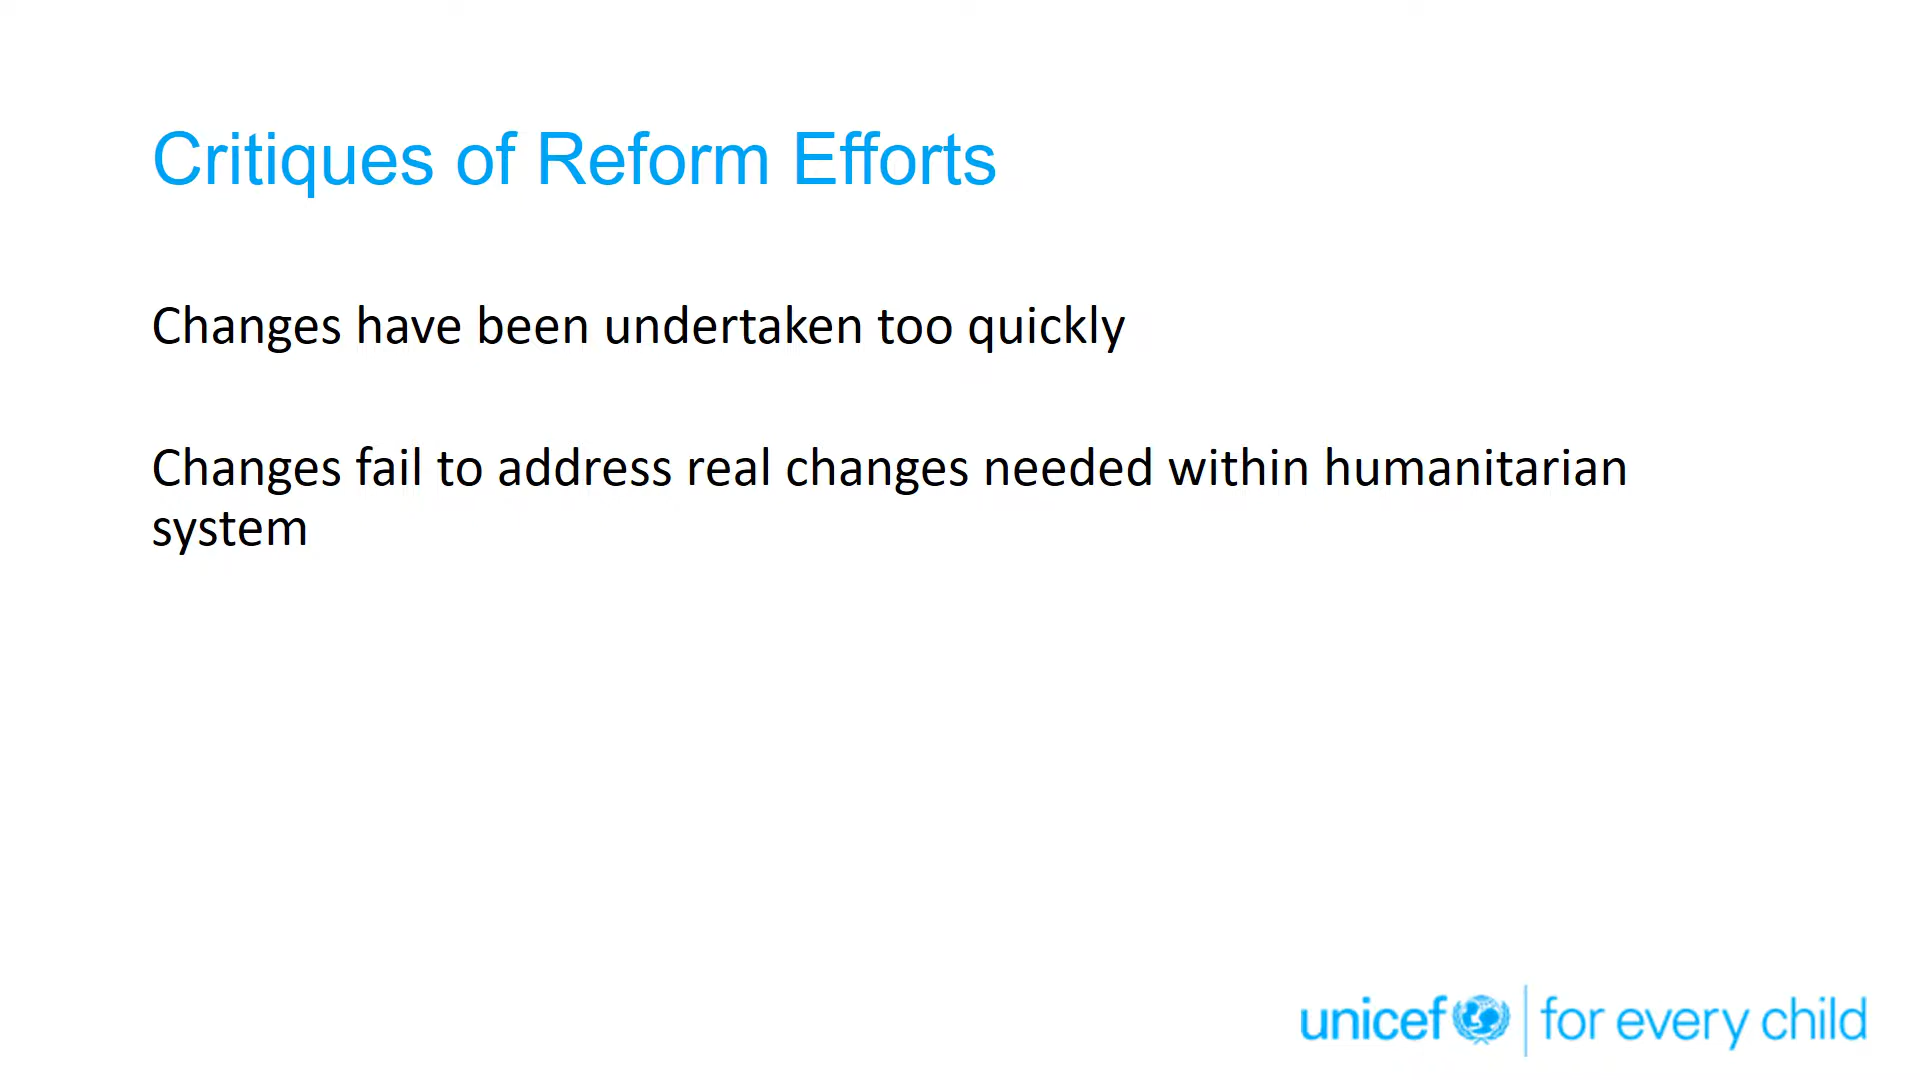 Critiques of Reform Efforts
Changes have been undertaken too quickly
Changes fail to address real changes needed within humanitarian
system
unicef for every child